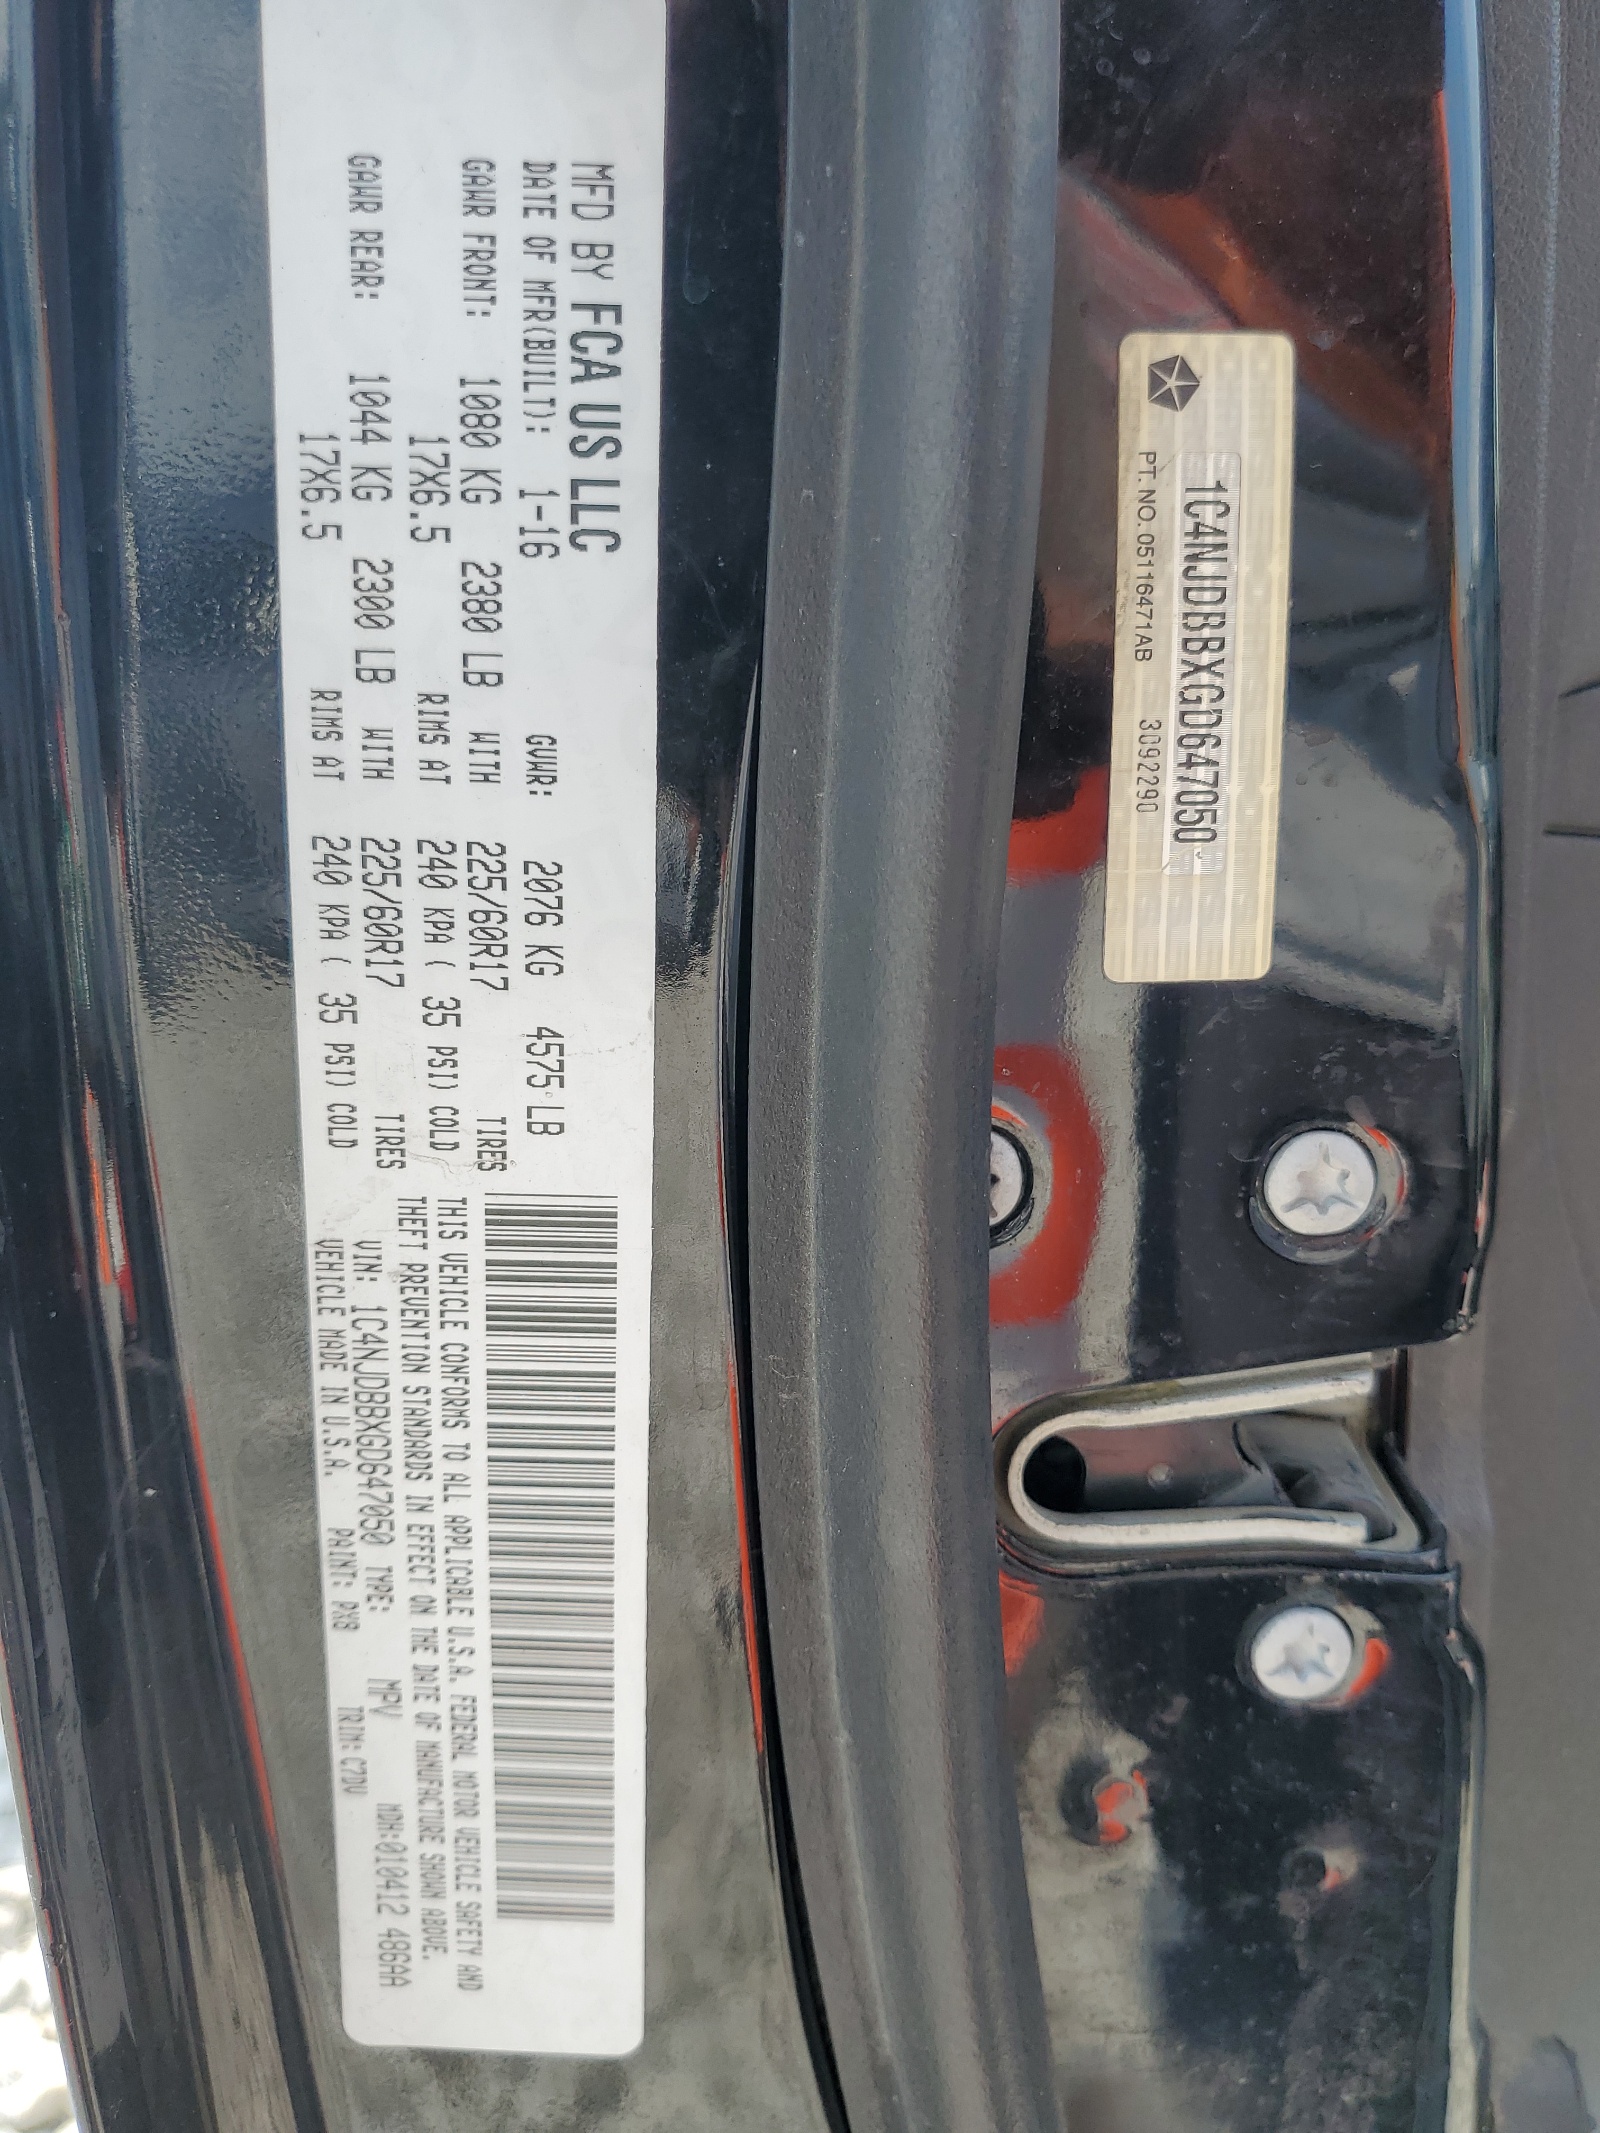 MFD BY FCA US LLC
DATE OF MFR(BUILT): 1-16 GVWR: 2076 KG 4575 LB
GAWR FRONT: 1080 KG 2380 LB WITH 225/60R17 TIRES
17X6.5 RIMS AT 240 KPA ( 35 PSI) COLD
GAWR REAR: 1044 KG 2300 LB WITH 225/60R17 TIRES
17X6.5 RIMS AT 240 KPA ( 35 PSI) COLD
THIS VEHICLE CONFORMS TO ALL APPLICABLE U.S.A. FEDERAL MOTOR VEHICLE SAFETY AND
THEFT PREVENTION STANDARDS IN EFFECT ON THE DATE OF MANUFACTURE SHOWN ABOVE.
VIN: 1C4NJDBBXGD647050 TYPE: MPV MDH:010412 486AA
VEHICLE MADE IN U.S.A. PAINT: DX8 TRIM: C7DV
1C4NJDBBXGD647050
PT. NO. 05116471AB 3092290